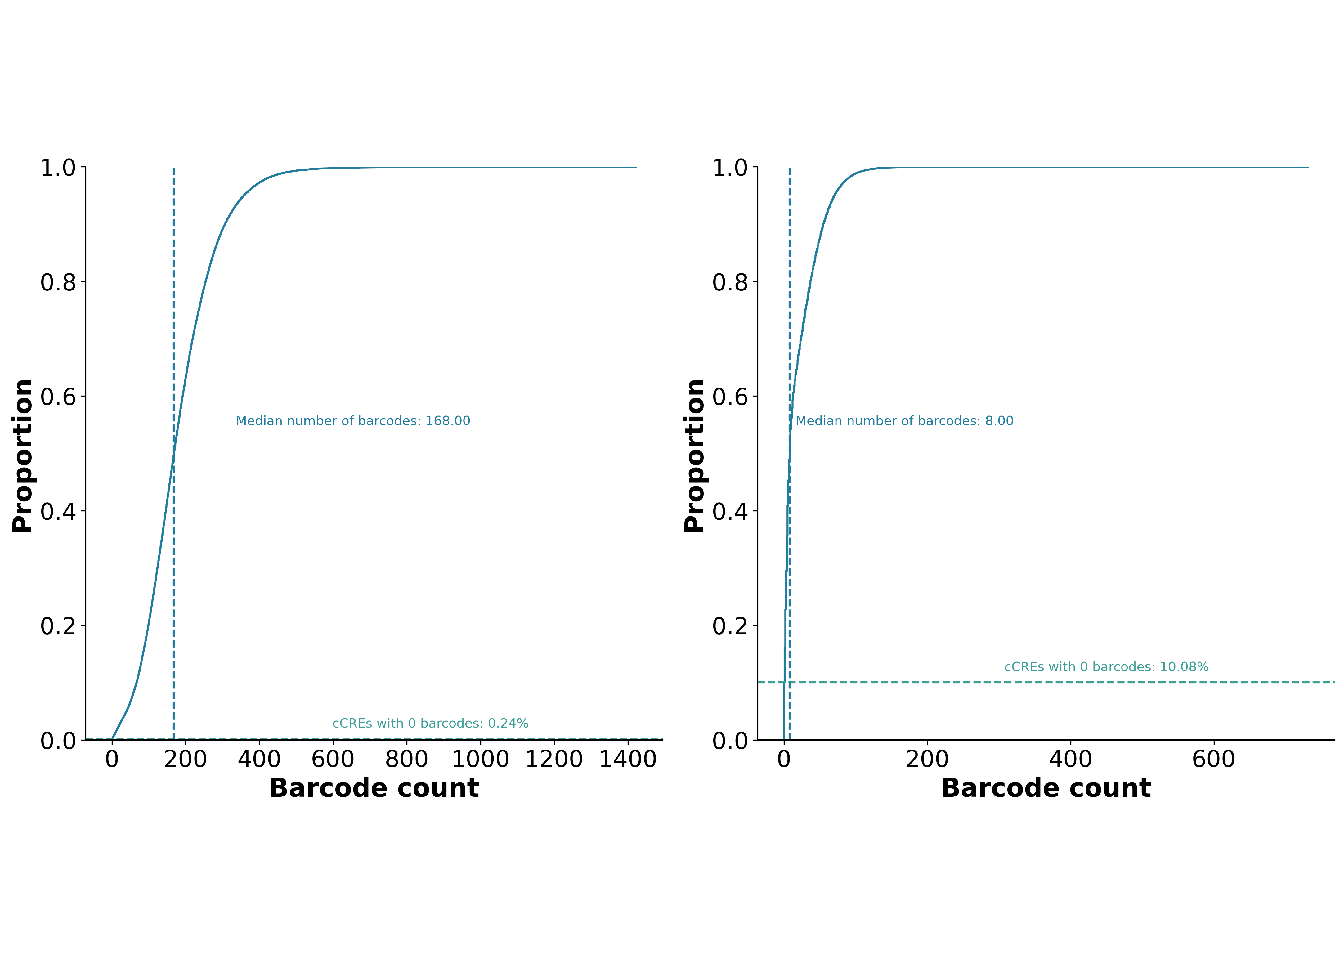 1.0
0.8
0.6
0.4
0.2
0.0
Proportion
Median number of barcodes: 168.00
cCREs with 0 barcodes: 0.24%
0 200 400 600 800 1000 1200 1400
Barcode count
1.0
0.8
0.6
0.4
0.2
0.0
Proportion
Median number of barcodes: 8.00
cCREs with 0 barcodes: 10.08%
0 200 400 600
Barcode count